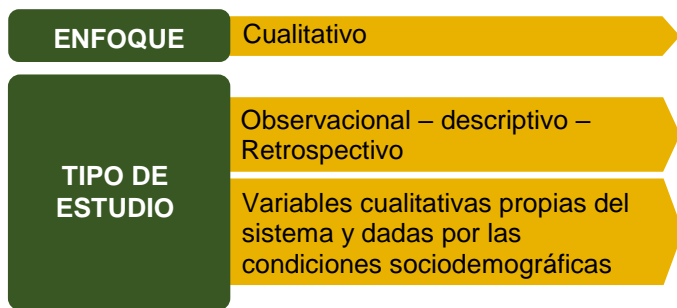 ENFOQUE
Cualitativo
TIPO DE
ESTUDIO
Observacional – descriptivo –
Retrospectivo
Variables cualitativas propias del
sistema y dadas por las
condiciones sociodemográficas